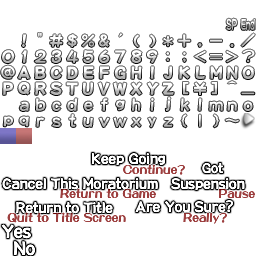 SP End
! " # $ % & ´ ( ) * + , - . /
0 1 2 3 4 5 6 7 8 9 : ; < = > ?
@ A B C D E F G H I J K L M N O
P Q R S T U V W X Y Z [ ¥ ] ^ _
a b c d e f g h i j k l m n o
p q r s t u v w x y z ( | ) ~
Keep Going
Continue? Got
Cancel This Moratorium Suspension
Return to Game Pause
Return to Title Are You Sure?
Quit to Title Screen Really?
Yes
No